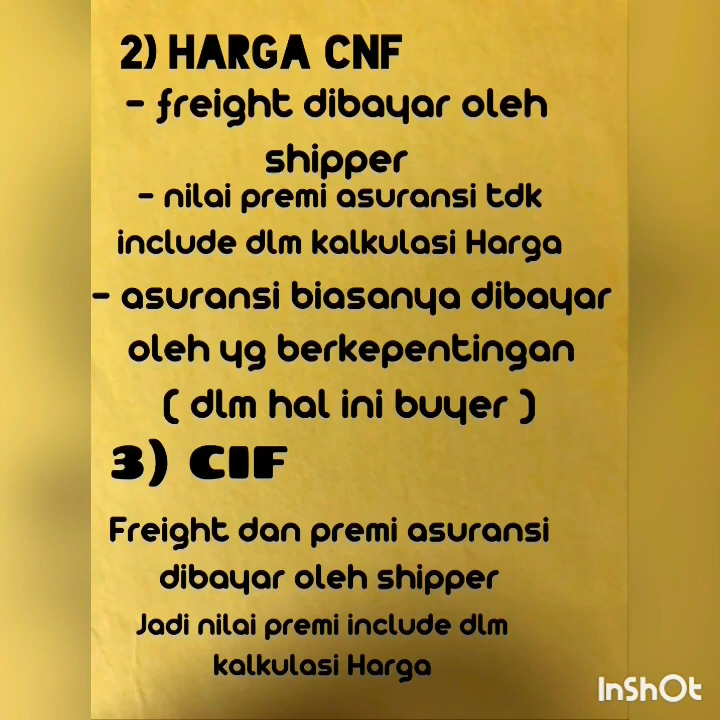 2) HARGA CNF
- freight dibayar oleh
shipper
- nilai premi asuransi tdk
include dlm kalkulasi Harga
- asuransi biasanya dibayar
oleh yg berkepentingan
( dlm hal ini buyer )
3) CIF
Freight dan premi asuransi
dibayar oleh shipper
Jadi nilai premi include dlm
kalkulasi Harga
InShOt